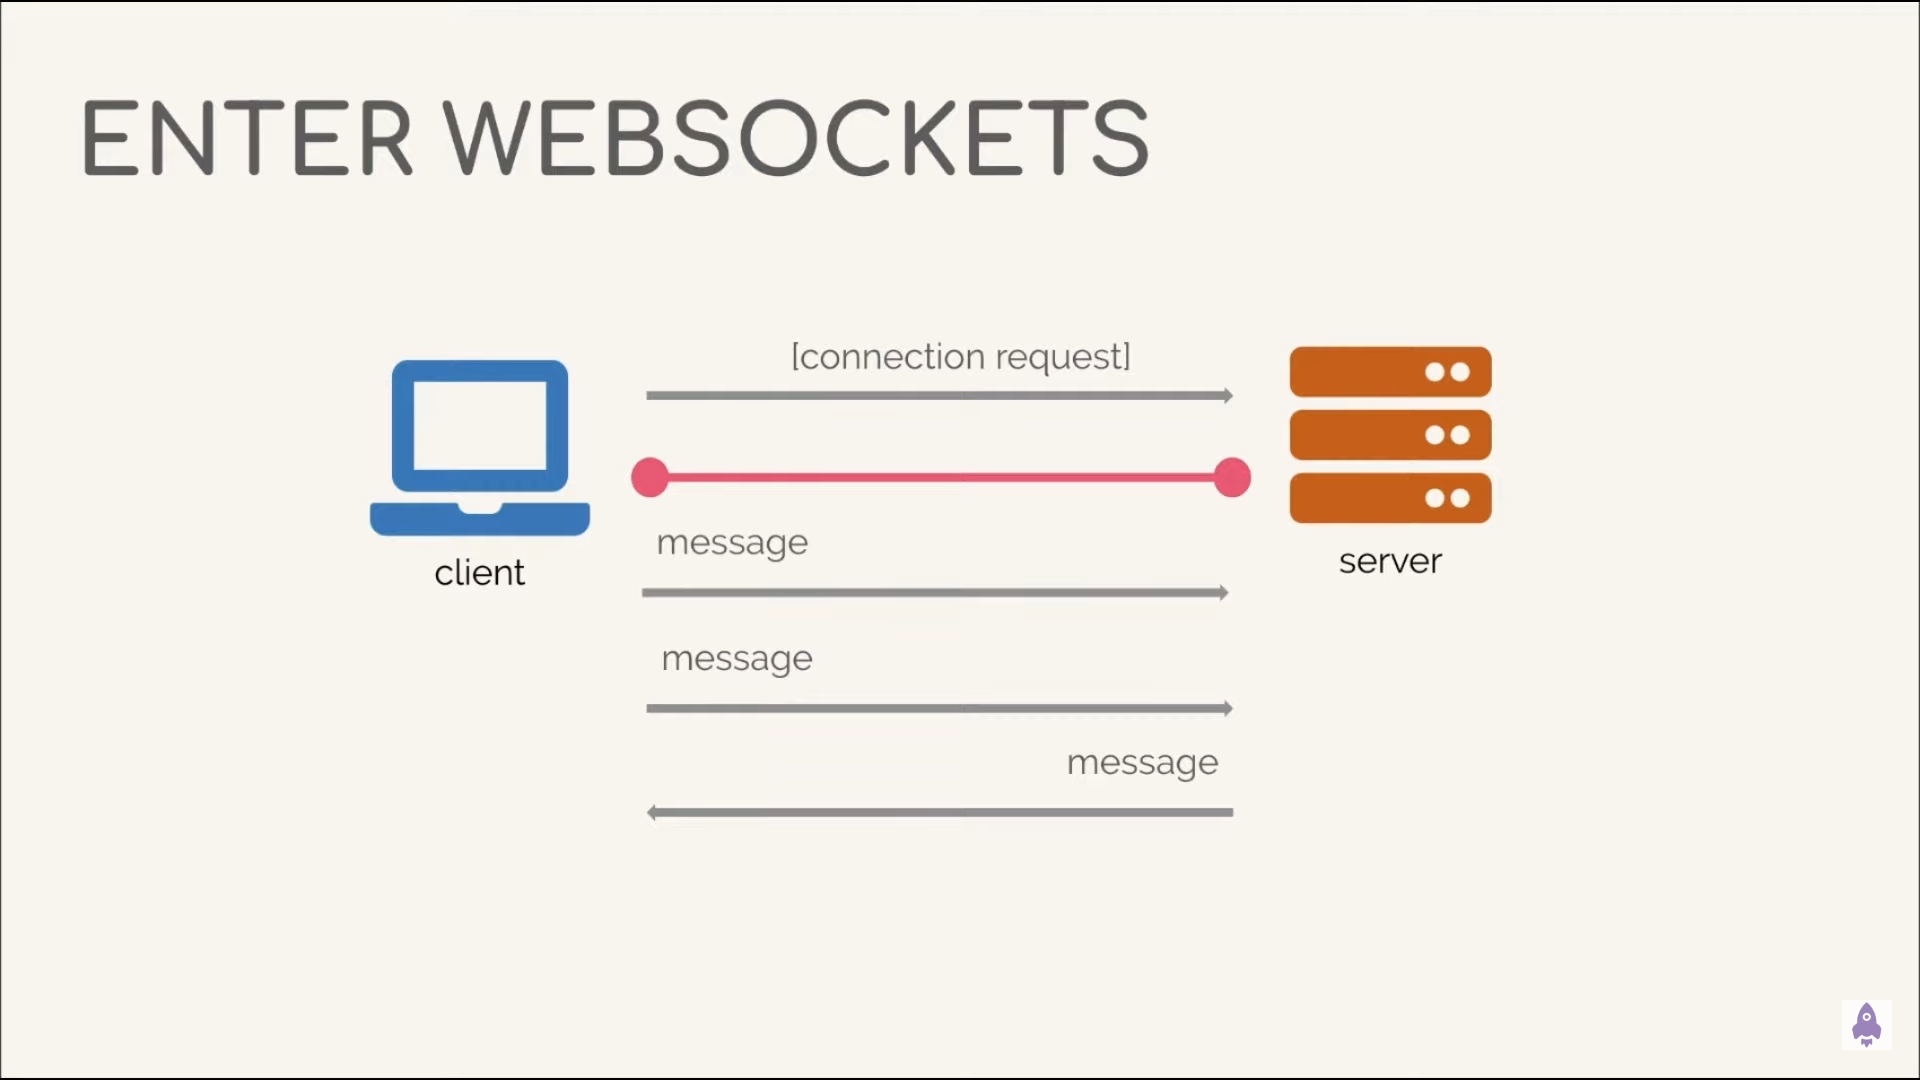 ENTER WEBSOCKETS
[connection request]
message
client
server
message
message